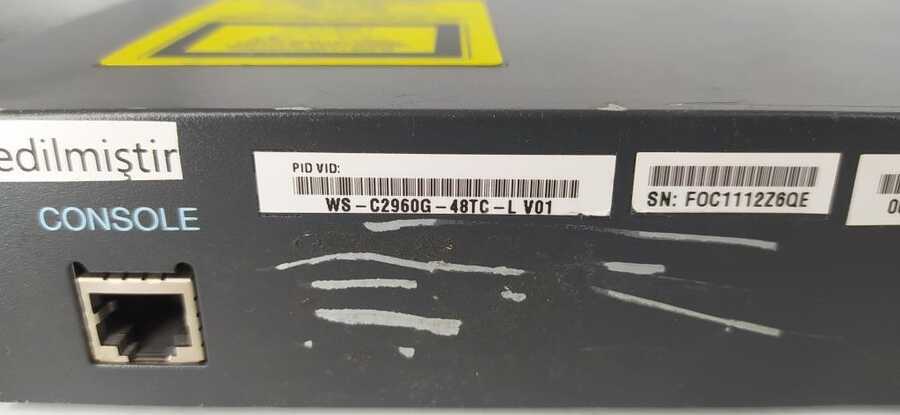 edilmiştir
CONSOLE
PID VID:
WS-C2960G-48TC-L V01
SN: FOC1112Z6QE